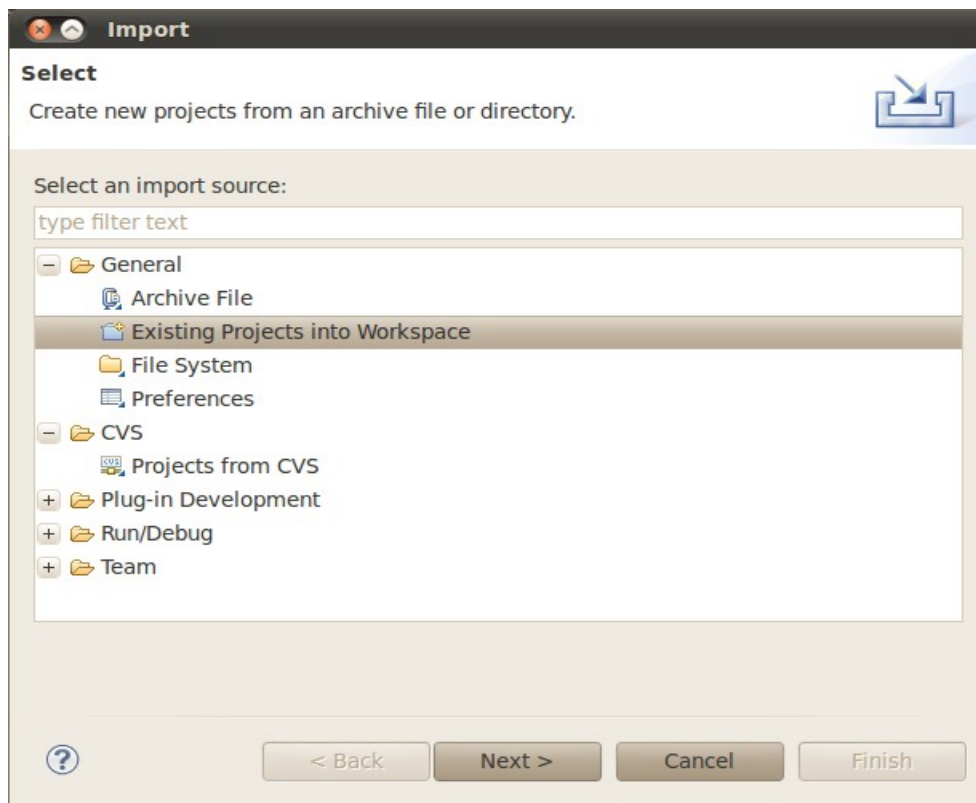 Import
Select
Create new projects from an archive file or directory.
Select an import source:
type filter text
General
Archive File
Existing Projects into Workspace
File System
Preferences
CVS
CVS
Projects from CVS
Plug-in Development
Run/Debug
Team
? < Back Next > Cancel Finish